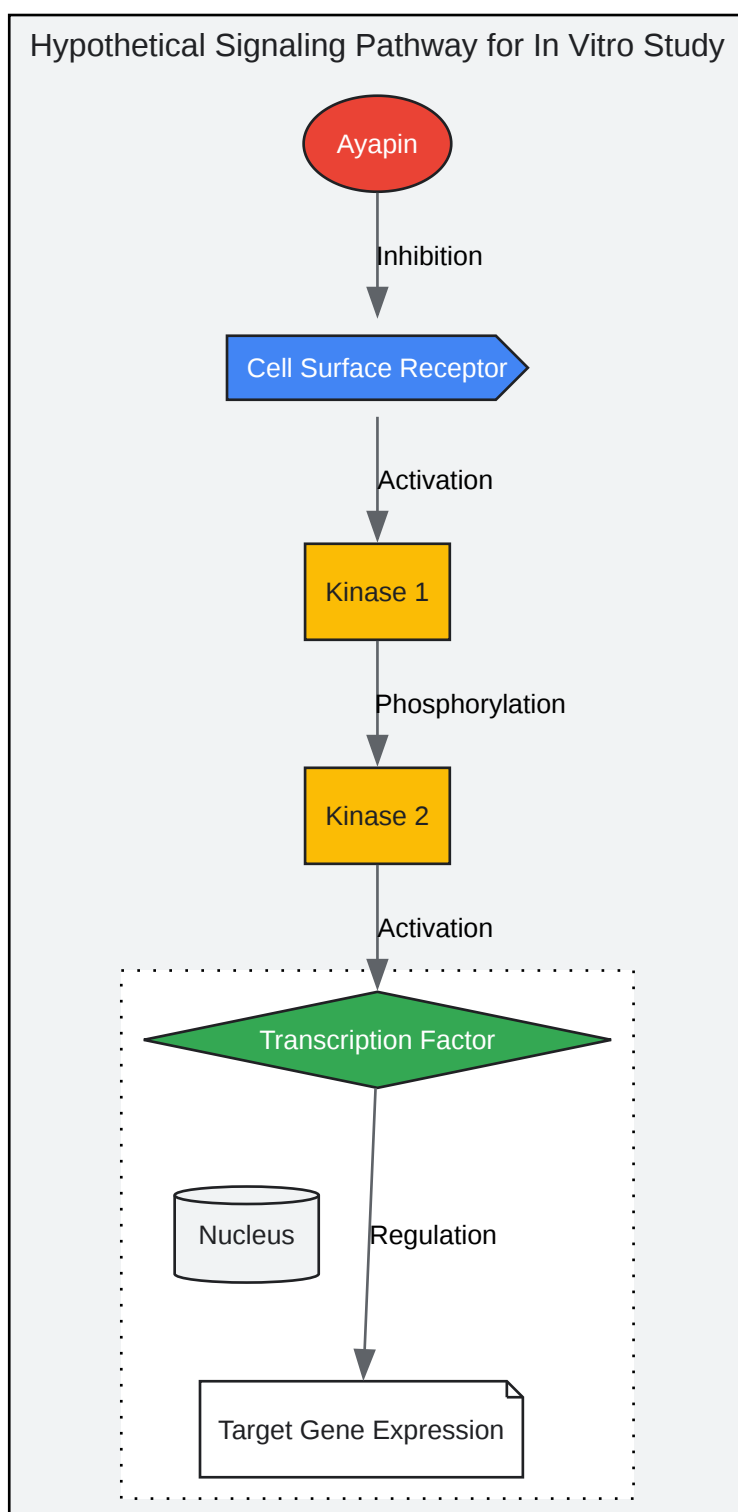 Hypothetical Signaling Pathway for In Vitro Study
Ayapin
Inhibition
Cell Surface Receptor
Activation
Kinase 1
Phosphorylation
Kinase 2
Activation
Transcription Factor
Nucleus
Regulation
Target Gene Expression